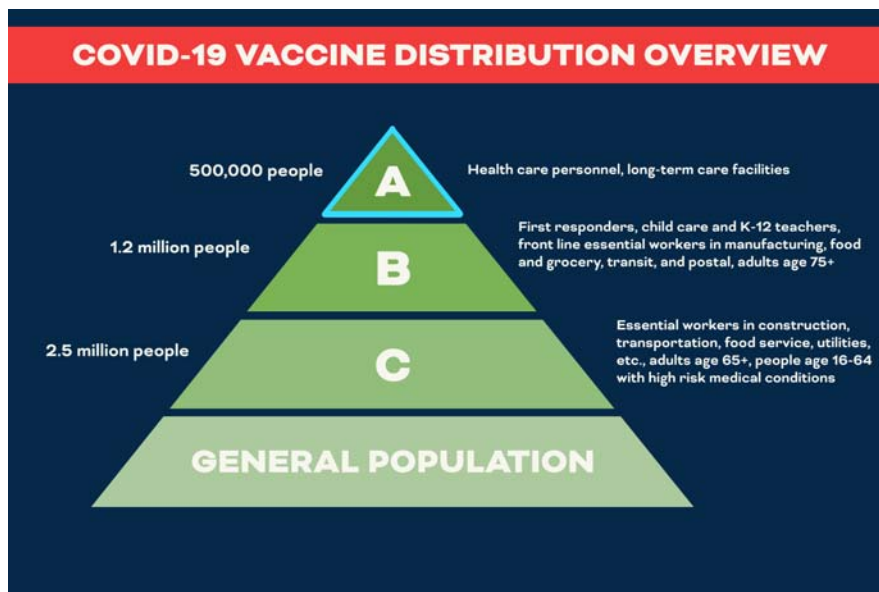 COVID-19 VACCINE DISTRIBUTION OVERVIEW
500,000 people
A
Health care personnel, long-term care facilities
1.2 million people
B
First responders, child care and K-12 teachers,
front line essential workers in manufacturing, food
and grocery, transit, and postal, adults age 75+
2.5 million people
C
Essential workers in construction,
transportation, food service, utilities,
etc., adults age 65+, people age 16-64
with high risk medical conditions
GENERAL POPULATION